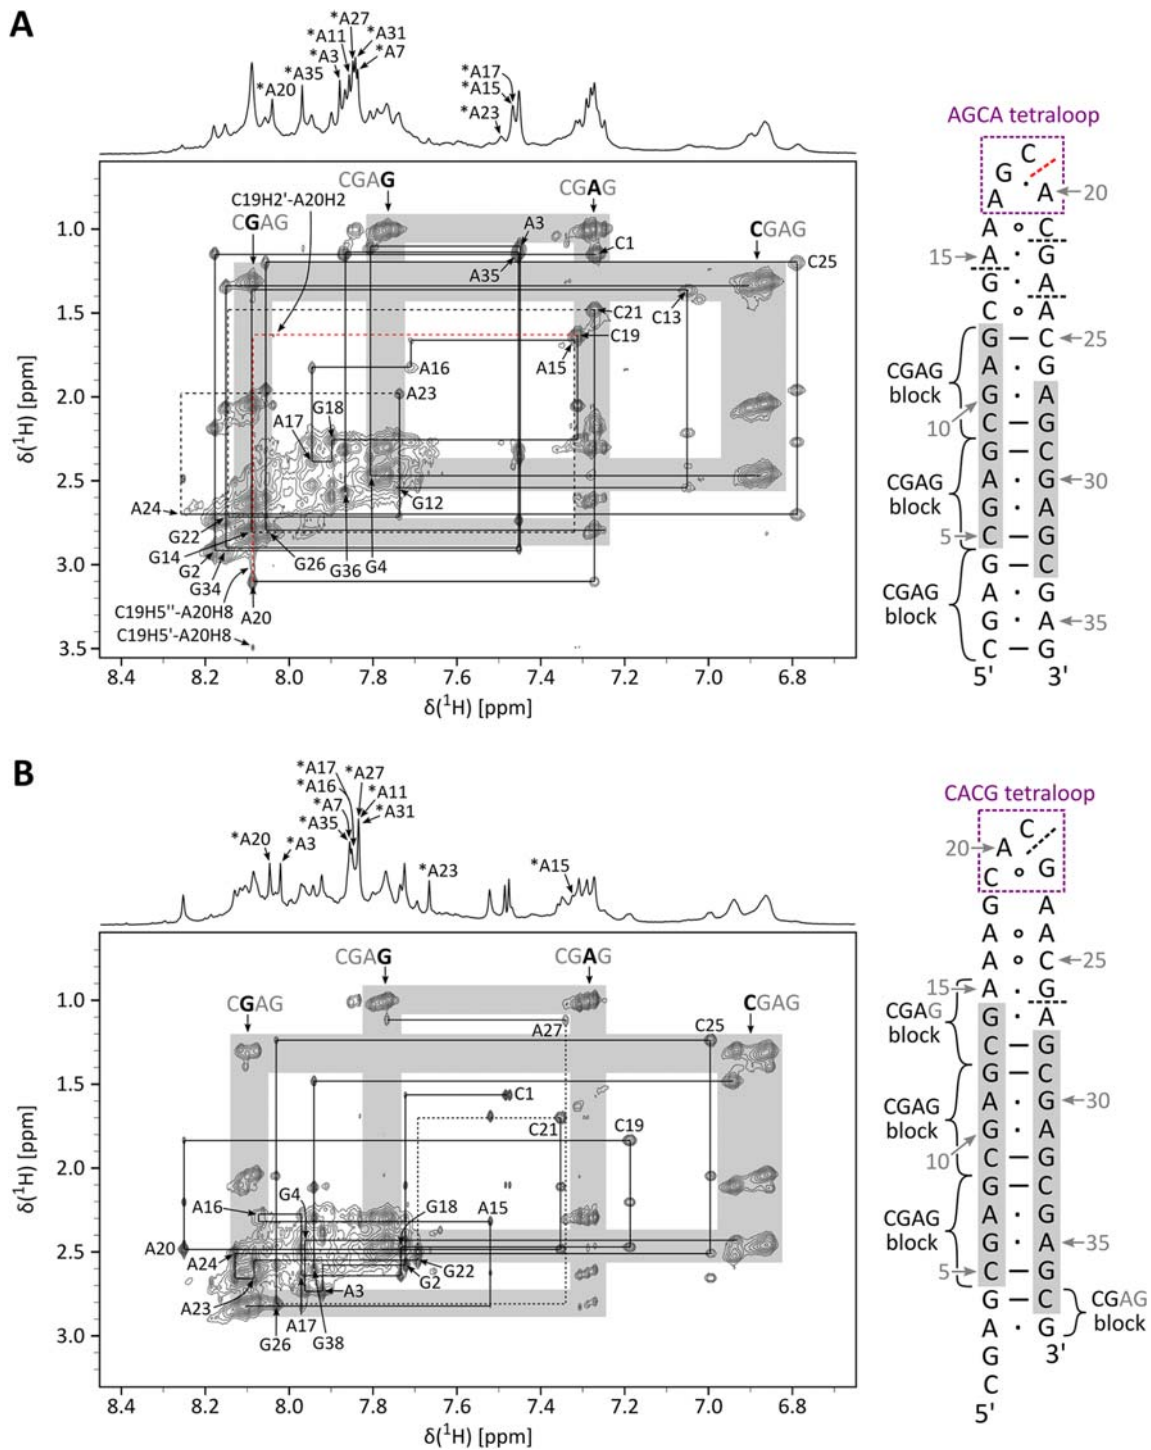 A
*A27
*A11
*A31
*A3
*A7
*A35
*A20
*A17
*A15
*A23
C19H2'-A20H2
CGAG
CGAG
CGAG
CGAG
A3
C1
A35
C25
C13
C21
C19
A15
A16
A23
G18
A17
A24
G12
G22
G14
G2
G34
G26
G36
G4
C19H5''-A20H8
A20
C19H5'-A20H8
1.0
1.5
2.0
2.5
3.0
3.5
δ(1H) [ppm]
8.4 8.2 8.0 7.8 7.6 7.4 7.2 7.0 6.8
δ(1H) [ppm]
AGCA tetraloop
C
G
A 20
A
A C
15 A G
G A
C C 25
G G
A A
G G
10
C C
G G
A A 30
G G
5 C C
G G
A A 35
G G
C
5' 3'
CGAG
block
CGAG
block
CGAG
block
B
*A17
*A27
*A16
*A11
*A7
*A31
*A35
*A20
*A3
*A23
*A15
CGAG
CGAG
CGAG
CGAG
A27
C25
C1
C21
C19
G4
A16
G18
A15
A20
A24
G22
G2
A23
A3
G26
A17
G38
1.0
1.5
2.0
2.5
3.0
δ(1H) [ppm]
8.4 8.2 8.0 7.8 7.6 7.4 7.2 7.0 6.8
δ(1H) [ppm]
CACG tetraloop
C
20 A
G
C
G A
A A
A C 25
15 A G
G A
C G
G C
A G 30
G A
10
C G
G C
A G
G A 35
5 C G
G C
A G
G 3'
C
5'
CGAG
block
CGAG
block
CGAG
block
CGAG
block